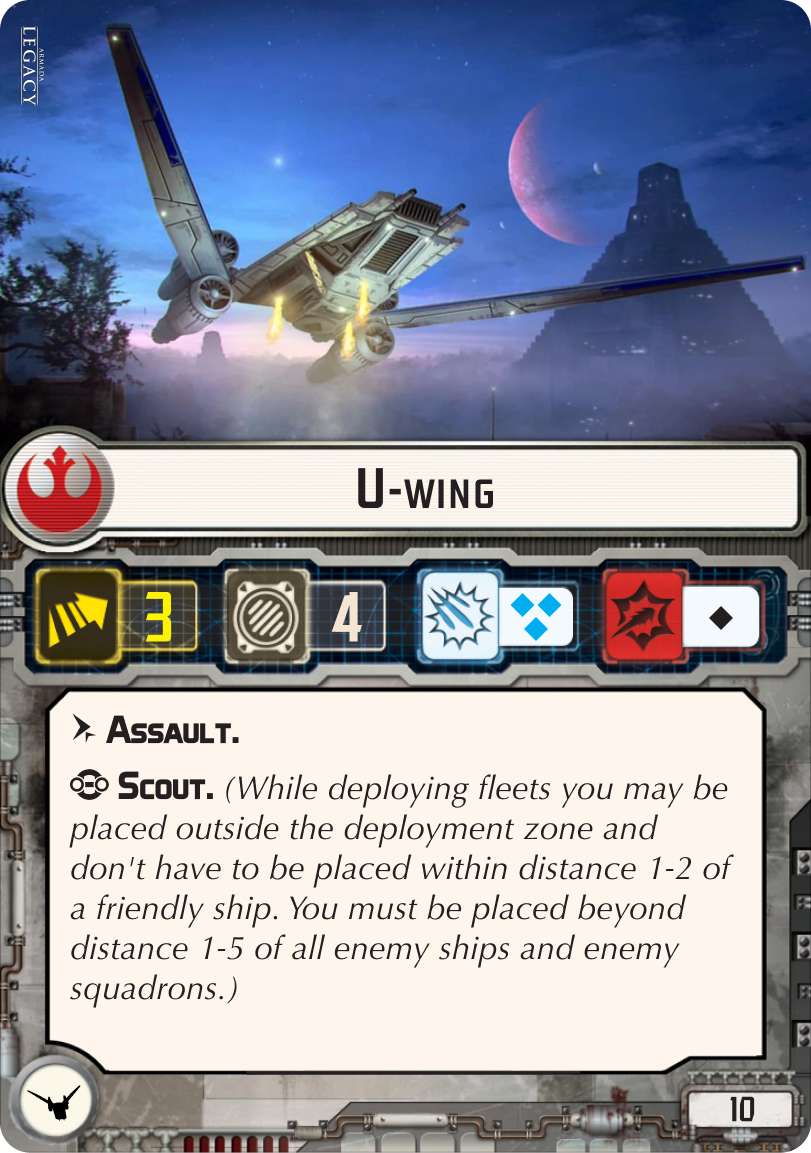 ARMADA
LEGACY
U-WING
3
4
ASSAULT.
SCOUT. (While deploying fleets you may be
placed outside the deployment zone and
don't have to be placed within distance 1-2 of
a friendly ship. You must be placed beyond
distance 1-5 of all enemy ships and enemy
squadrons.)
10